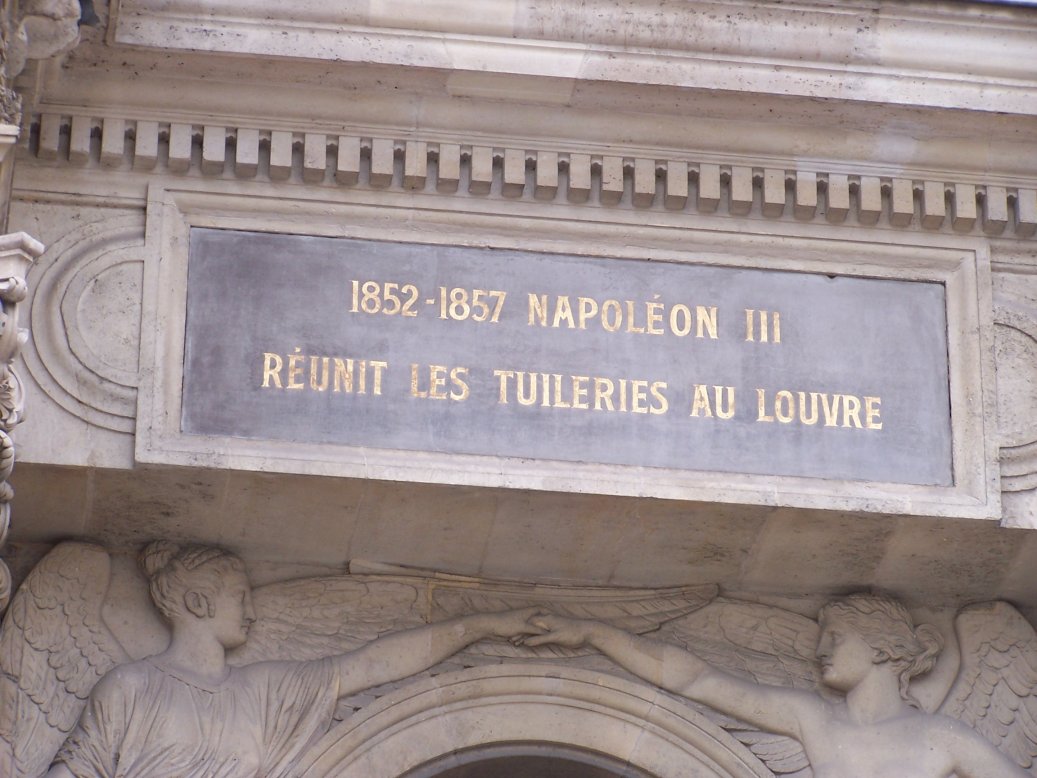 1852-1857 NAPOLÉON III
RÉUNIT LES TUILERIES AU LOUVRE